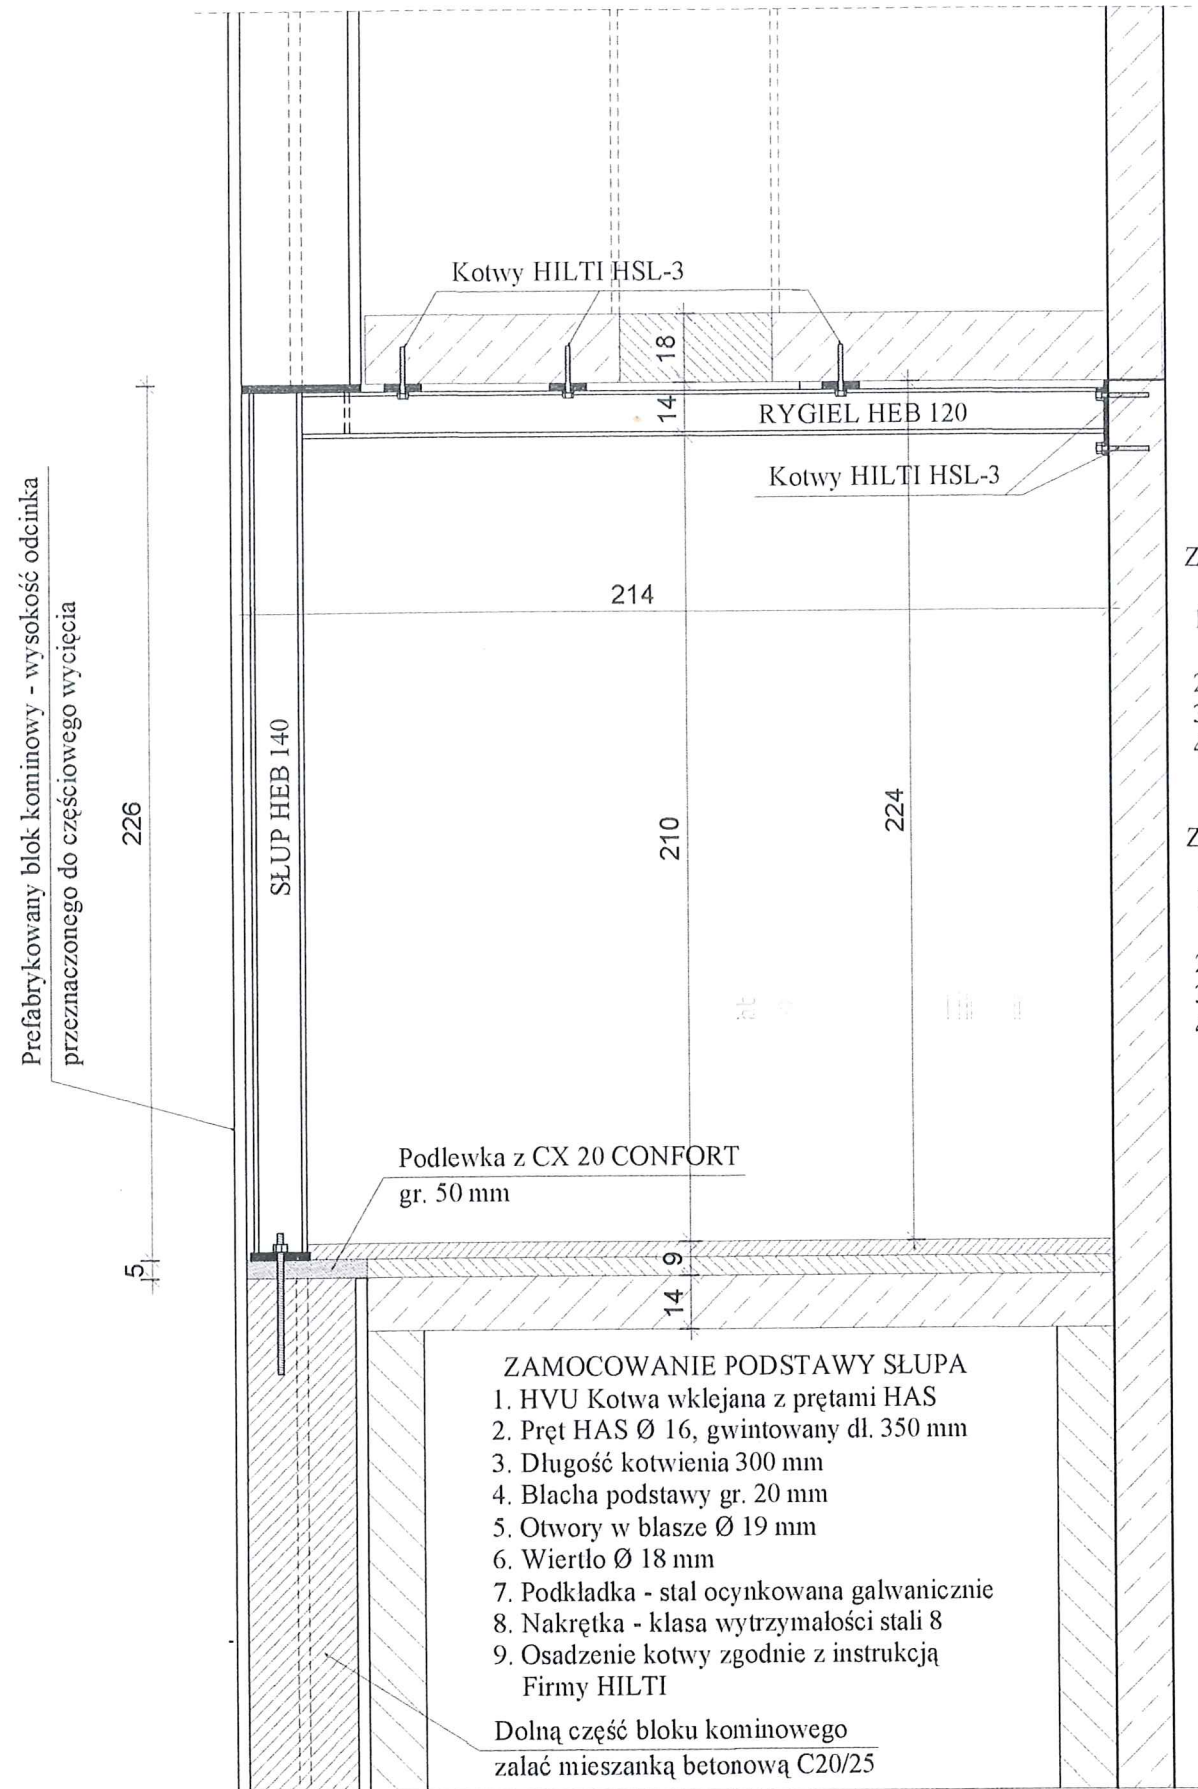 Kotwy HILTI HSL-3
18
14
RYGIEL HEB 120
Kotwy HILTI HSL-3
Prefabrykowany blok kominowy - wysokość odcinka
przeznaczonego do częściowego wycięcia
226
SŁUP HEB 140
214
210
224
Podlewka z CX 20 CONFORT
gr. 50 mm
5
9
14
ZAMOCOWANIE PODSTAWY SŁUPA
1. HVU Kotwa wklejana z prętami HAS
2. Pręt HAS Ø 16, gwintowany dł. 350 mm
3. Długość kotwienia 300 mm
4. Blacha podstawy gr. 20 mm
5. Otwory w blasze Ø 19 mm
6. Wiertło Ø 18 mm
7. Podkładka - stal ocynkowana galwanicznie
8. Nakrętka - klasa wytrzymałości stali 8
9. Osadzenie kotwy zgodnie z instrukcją
Firmy HILTI
Dolną część bloku kominowego
zalać mieszanką betonową C20/25
Z
Z